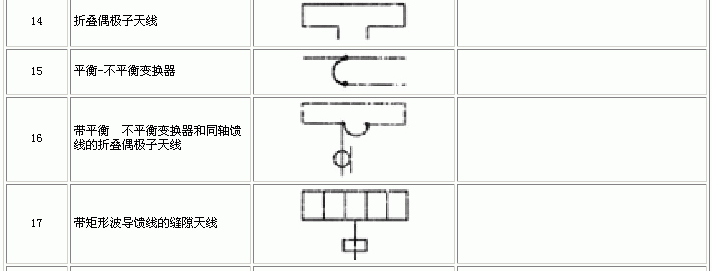 14 折叠偶极子天线
15 平衡-不平衡变换器
16 带平衡 不平衡变换器和同轴馈
线的折叠偶极子天线
17 带矩形波导馈线的缝隙天线